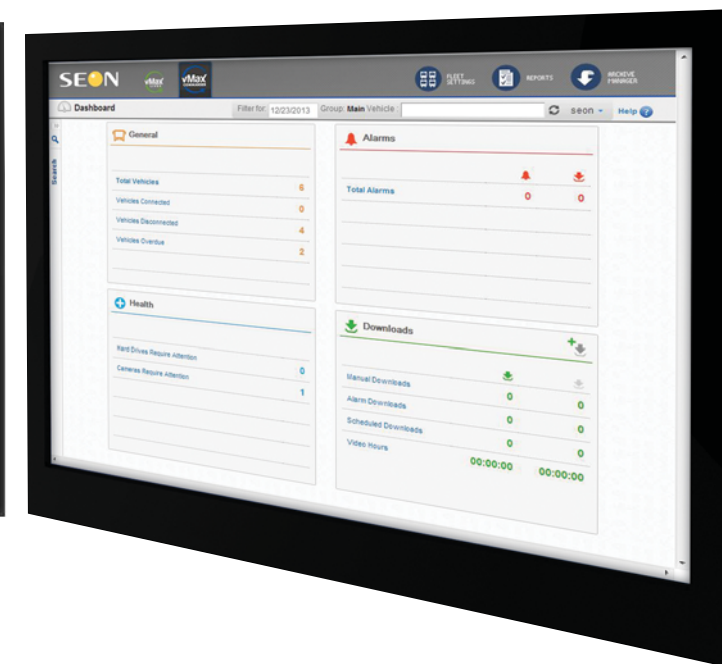 SEON vMax vMax COMMANDER FLEET SETTINGS REPORTS ARCHIVE MANAGER
Dashboard Filter for: 12/23/2013 Group: Main Vehicle : seon Help ?
Search
General
Total Vehicles 6
Vehicles Connected 0
Vehicles Disconnected 4
Vehicles Overdue 2
Alarms
Total Alarms 0 0
Health
Hard Drives Require Attention 0
Cameras Require Attention 1
Downloads
Manual Downloads 0 0
Alarm Downloads 0 0
Scheduled Downloads 0 0
Video Hours 00:00:00 00:00:00